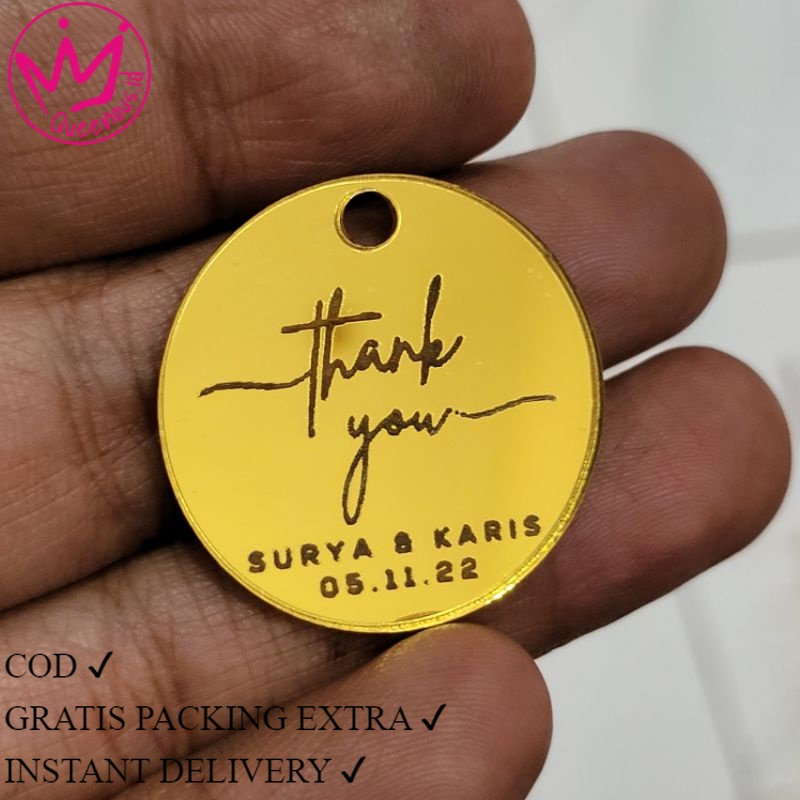 thank
you
SURYA & KARIS
05.11.22
COD ✓
GRATIS PACKING EXTRA ✓
INSTANT DELIVERY ✓